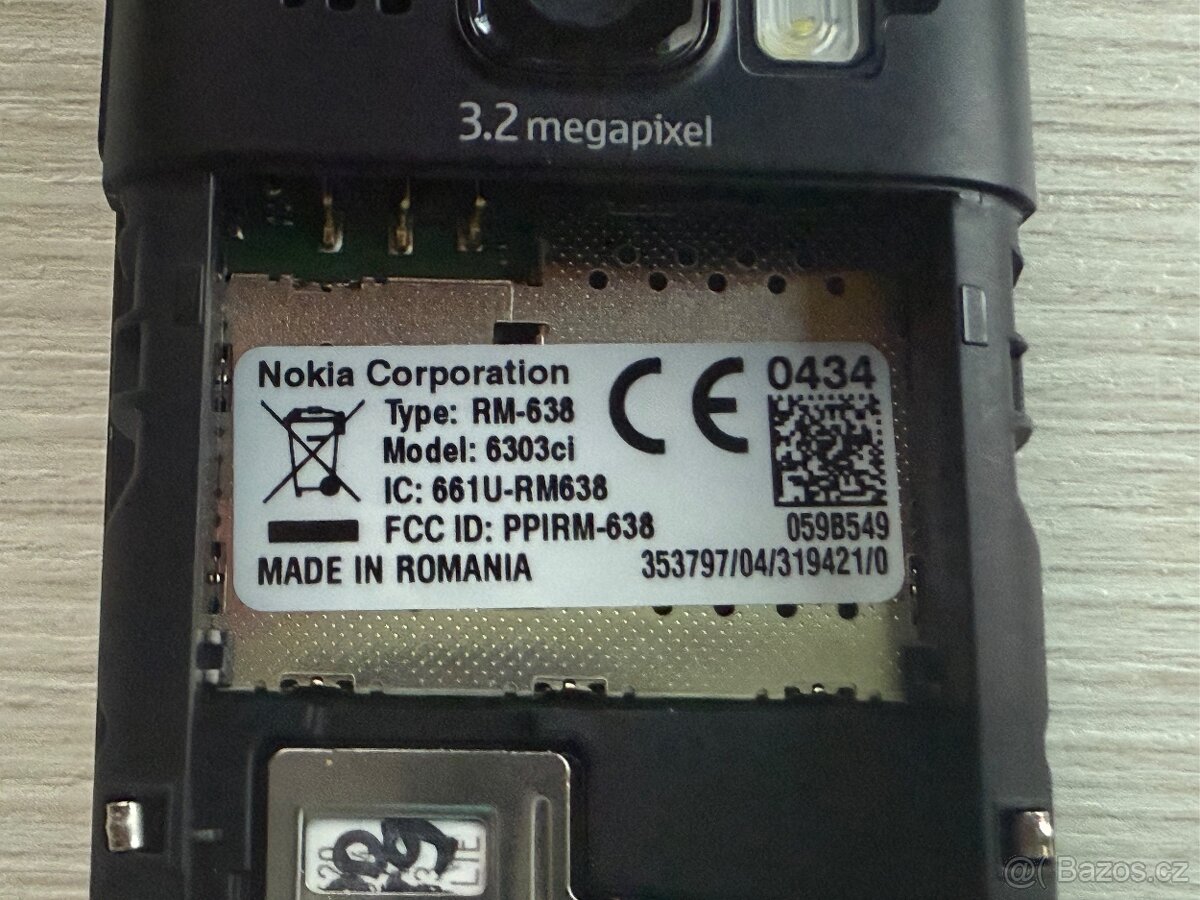 3.2 megapixel
Nokia Corporation
Type: RM-638
Model: 6303ci
IC: 661U-RM638
FCC ID: PPIRM-638
MADE IN ROMANIA
CE 0434
059B549
353797/04/319421/0
Bazos.cz